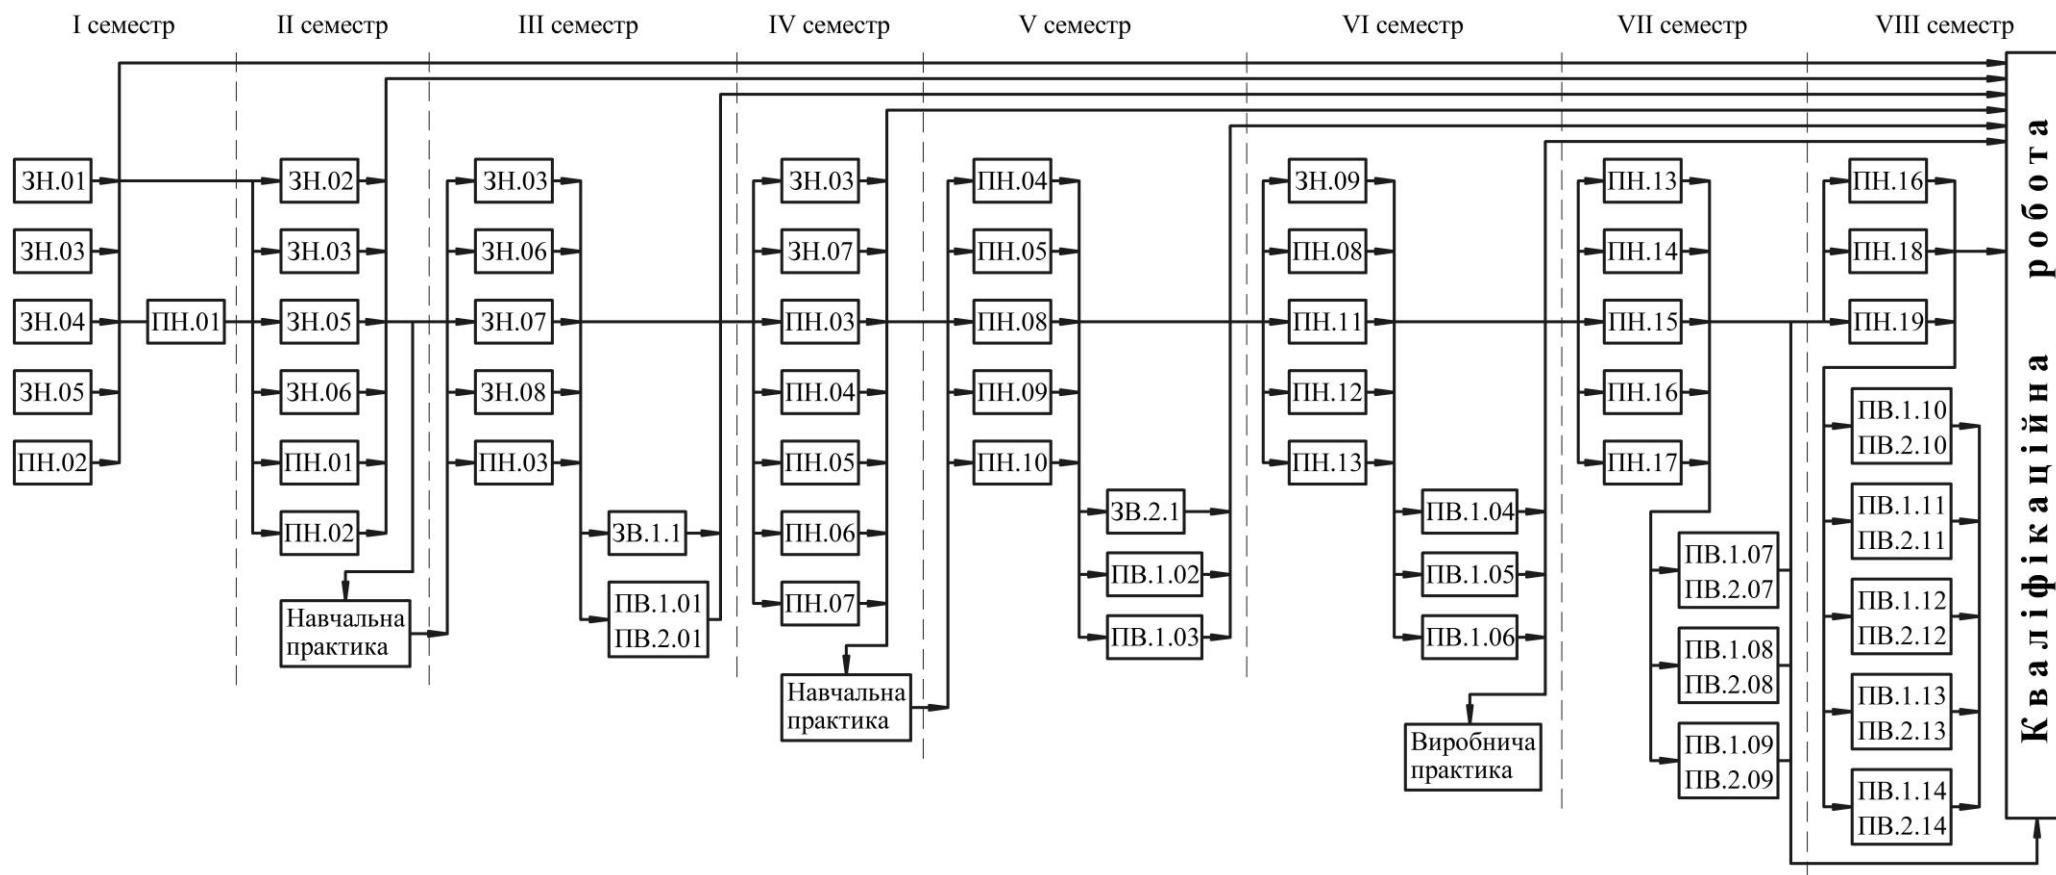 I семестр
II семестр
III семестр
IV семестр
V семестр
VI семестр
VII семестр
VIII семестр
ЗН.01
ЗН.03
ЗН.04
ЗН.05
ПН.02
ПН.01
ЗН.02
ЗН.03
ЗН.05
ЗН.06
ПН.01
ПН.02
Навчальна
практика
ЗН.03
ЗН.06
ЗН.07
ЗН.08
ПН.03
ЗВ.1.1
ПВ.1.01
ПВ.2.01
ЗН.03
ЗН.07
ПН.03
ПН.04
ПН.05
ПН.06
ПН.07
Навчальна
практика
ПН.04
ПН.05
ПН.08
ПН.09
ПН.10
ЗВ.2.1
ПВ.1.02
ПВ.1.03
ЗН.09
ПН.08
ПН.11
ПН.12
ПН.13
ПВ.1.04
ПВ.1.05
ПВ.1.06
Виробнича
практика
ПН.13
ПН.14
ПН.15
ПН.16
ПН.17
ПВ.1.07
ПВ.2.07
ПВ.1.08
ПВ.2.08
ПВ.1.09
ПВ.2.09
ПН.16
ПН.18
ПН.19
ПВ.1.10
ПВ.2.10
ПВ.1.11
ПВ.2.11
ПВ.1.12
ПВ.2.12
ПВ.1.13
ПВ.2.13
ПВ.1.14
ПВ.2.14
Кваліфікаційна робота